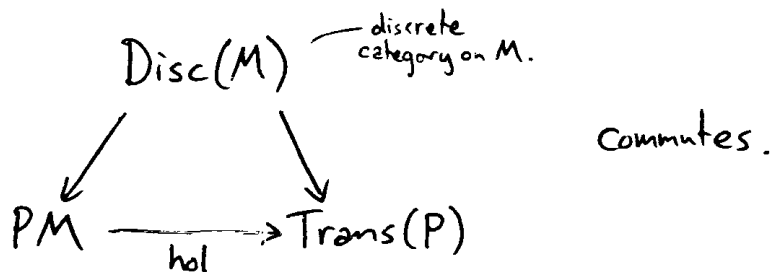 discrete
category on M.
Disc(M)
commutes.
PM
Trans(P)
hol